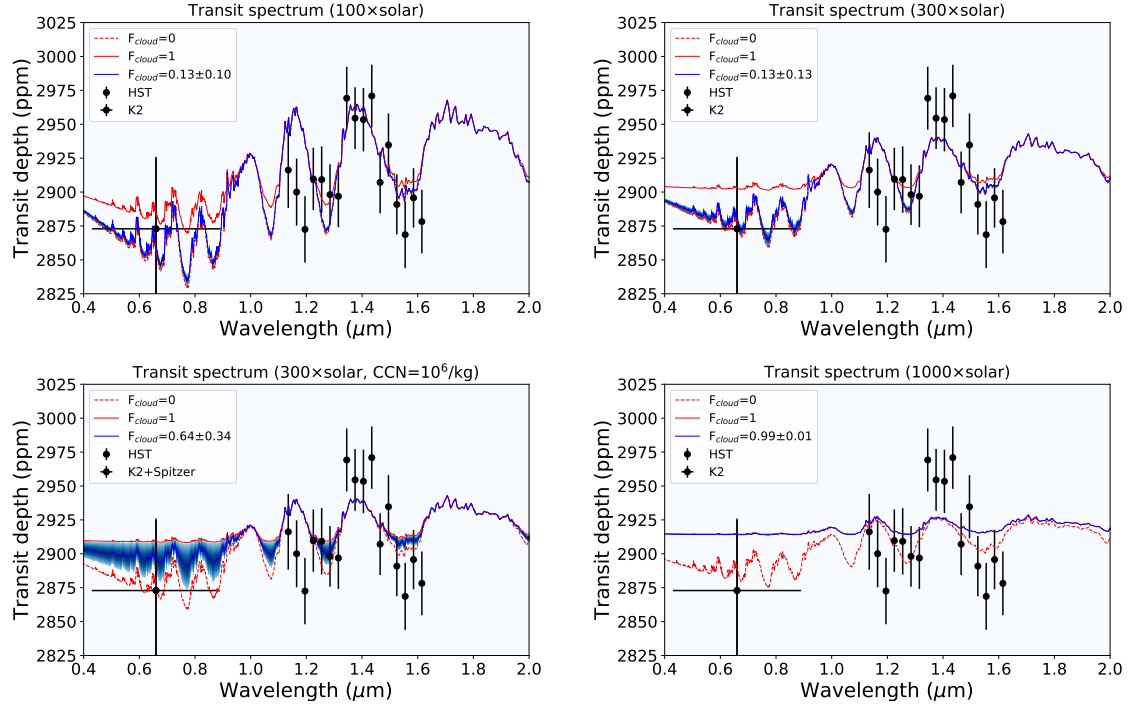 Transit spectrum (100×solar)
Transit depth (ppm)
3025
3000
2975
2950
2925
2900
2875
2850
2825
F_cloud=0
F_cloud=1
F_cloud=0.13±0.10
HST
K2
0.4 0.6 0.8 1.0 1.2 1.4 1.6 1.8 2.0
Wavelength (μm)
Transit spectrum (300×solar)
Transit depth (ppm)
3025
3000
2975
2950
2925
2900
2875
2850
2825
F_cloud=0
F_cloud=1
F_cloud=0.13±0.13
HST
K2
0.4 0.6 0.8 1.0 1.2 1.4 1.6 1.8 2.0
Wavelength (μm)
Transit spectrum (300×solar, CCN=10⁶/kg)
Transit depth (ppm)
3025
3000
2975
2950
2925
2900
2875
2850
2825
F_cloud=0
F_cloud=1
F_cloud=0.64±0.34
HST
K2+Spitzer
0.4 0.6 0.8 1.0 1.2 1.4 1.6 1.8 2.0
Wavelength (μm)
Transit spectrum (1000×solar)
Transit depth (ppm)
3025
3000
2975
2950
2925
2900
2875
2850
2825
F_cloud=0
F_cloud=1
F_cloud=0.99±0.01
HST
K2
0.4 0.6 0.8 1.0 1.2 1.4 1.6 1.8 2.0
Wavelength (μm)